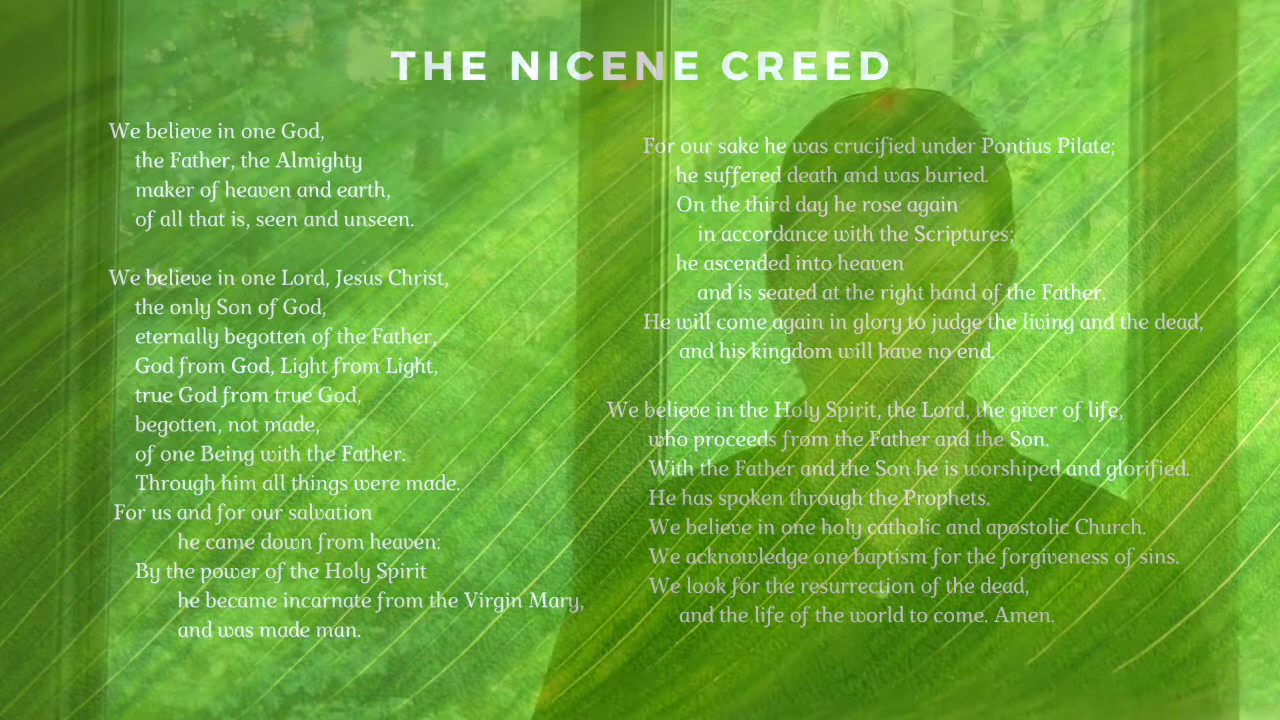 THE NICENE CREED
We believe in one God,
the Father, the Almighty
maker of heaven and earth,
of all that is, seen and unseen.
We believe in one Lord, Jesus Christ,
the only Son of God,
eternally begotten of the Father,
God from God, Light from Light,
true God from true God,
begotten, not made,
of one Being with the Father.
Through him all things were made.
For us and for our salvation
he came down from heaven:
By the power of the Holy Spirit
he became incarnate from the Virgin Mary,
and was made man.
For our sake he was crucified under Pontius Pilate;
he suffered death and was buried.
On the third day he rose again
in accordance with the Scriptures;
he ascended into heaven
and is seated at the right hand of the Father.
He will come again in glory to judge the living and the dead,
and his kingdom will have no end.
We believe in the Holy Spirit, the Lord, the giver of life,
who proceeds from the Father and the Son.
With the Father and the Son he is worshiped and glorified.
He has spoken through the Prophets.
We believe in one holy catholic and apostolic Church.
We acknowledge one baptism for the forgiveness of sins.
We look for the resurrection of the dead,
and the life of the world to come. Amen.